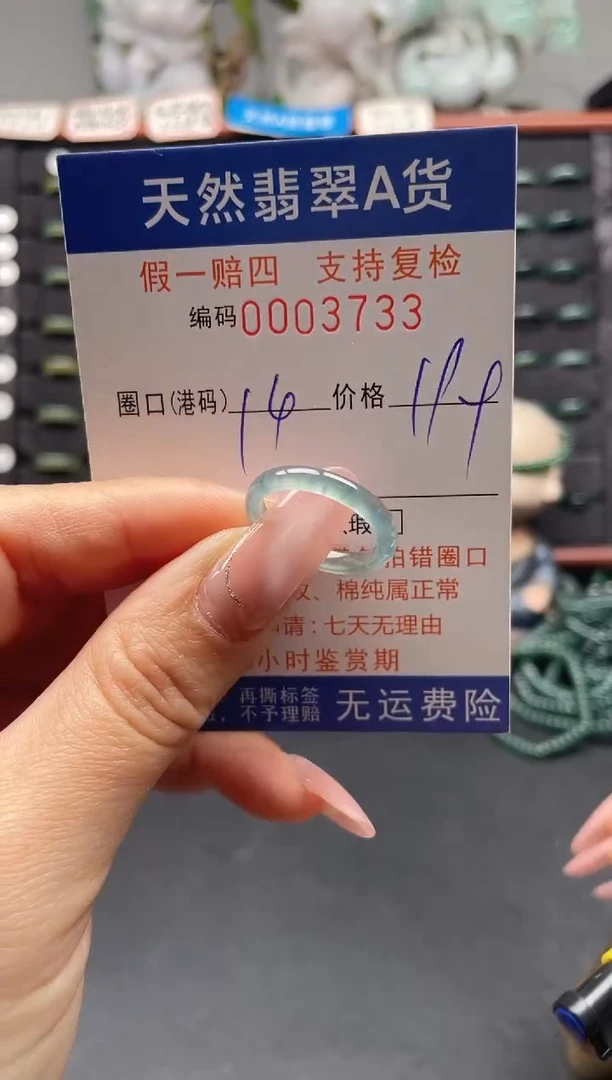 天然翡翠A货
假一赔四 支持复检
编码0003733
圈口(港码) 14 价格 119
瑕
拍错圈口
、棉纯属正常
请:七天无理由
小时鉴赏期
再撕标签
不予理赔 无运费险